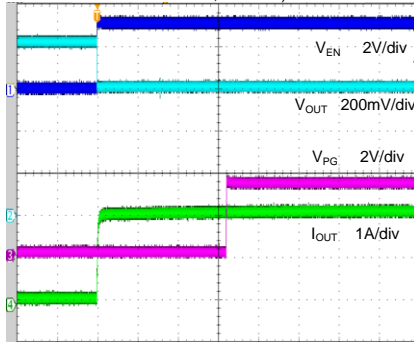 V_EN 2V/div
1
V_OUT 200mV/div
V_PG 2V/div
2
I_OUT 1A/div
3
4